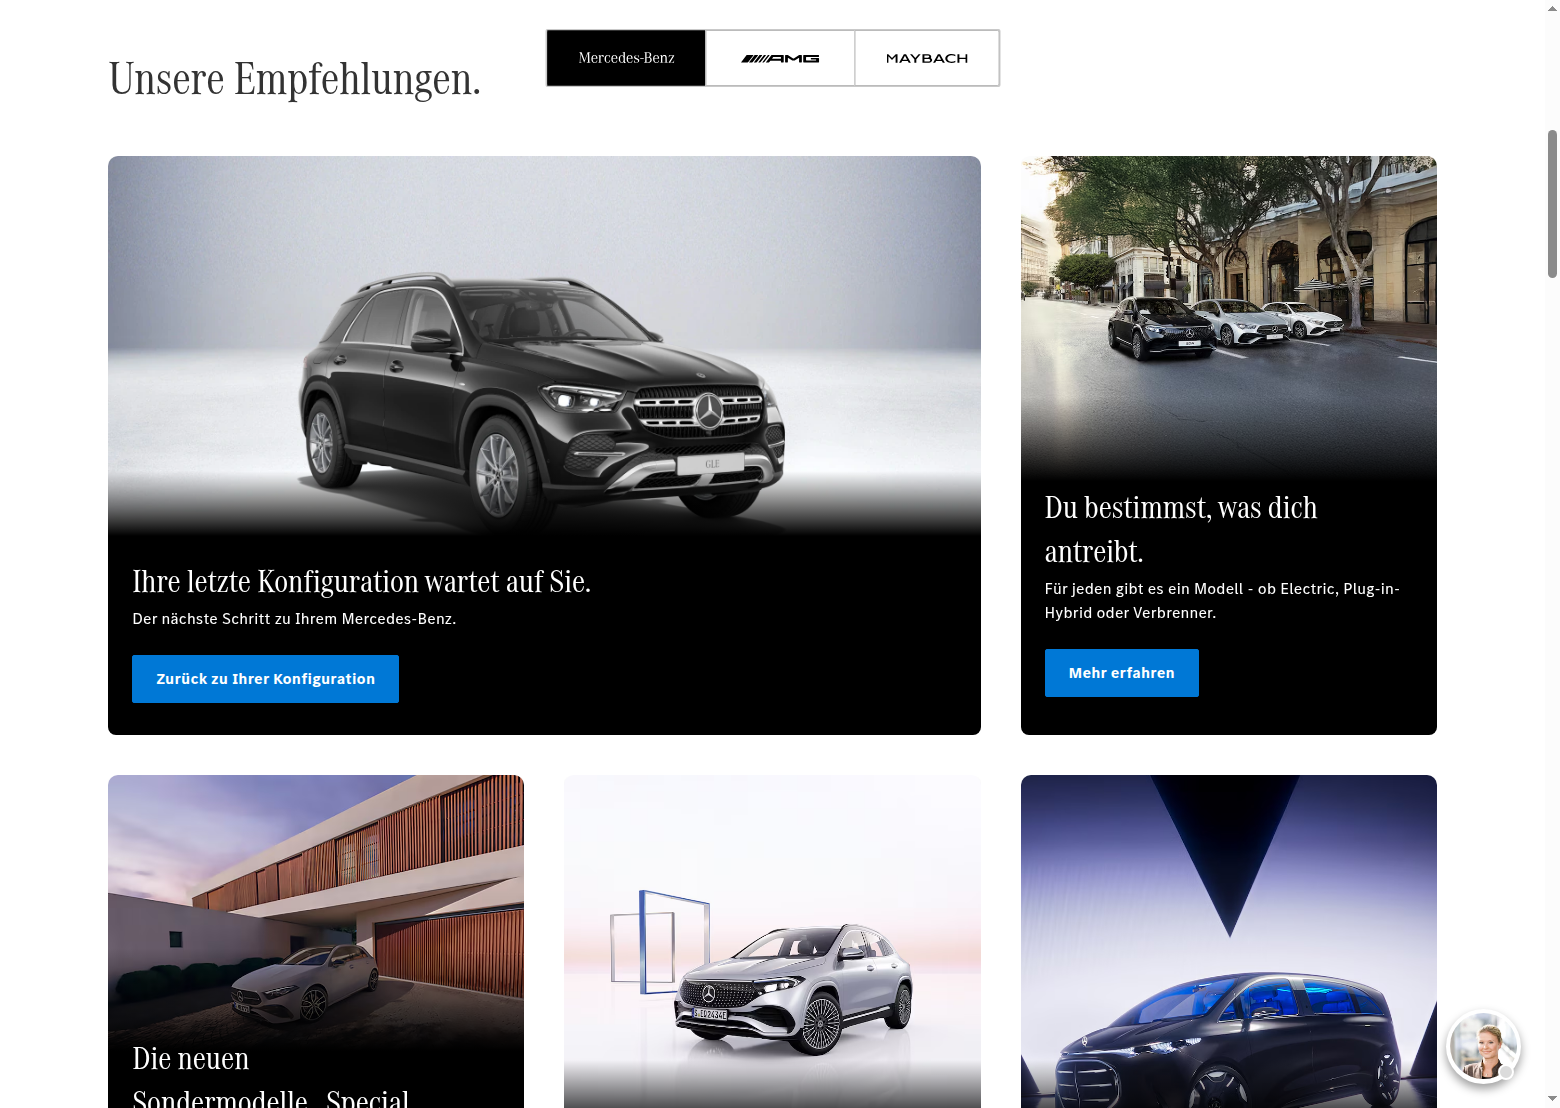 Unsere Empfehlungen.
Mercedes-Benz
AMG
MAYBACH
GLE
Ihre letzte Konfiguration wartet auf Sie.
Der nächste Schritt zu Ihrem Mercedes-Benz.
Zurück zu Ihrer Konfiguration
Du bestimmst, was dich
antreibt.
Für jeden gibt es ein Modell - ob Electric, Plug-in-
Hybrid oder Verbrenner.
Mehr erfahren
Die neuen
Sondermodelle. Special